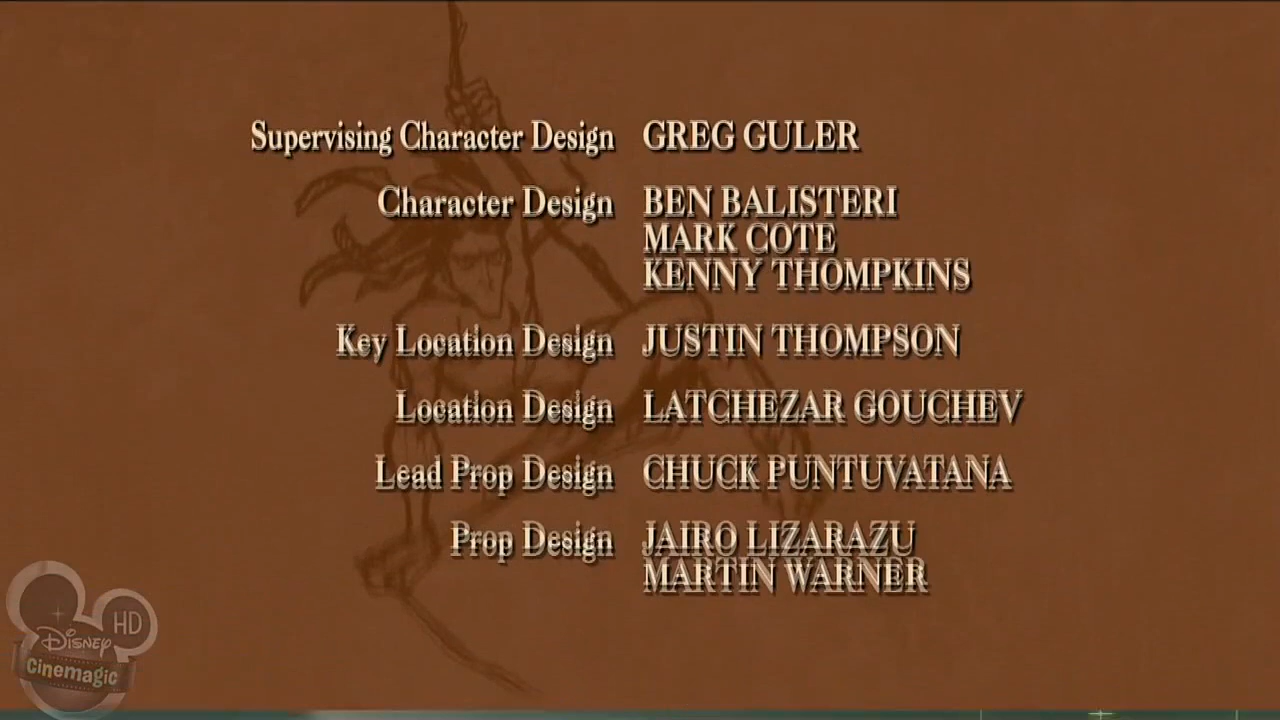 Supervising Character Design GREG GULER
Character Design BEN BALISTERI
MARK COTE
KENNY THOMPKINS
Key Location Design JUSTIN THOMPSON
Location Design LATCHEZAR GOUCHEV
Lead Prop Design CHUCK PUNTUVATANA
Prop Design JAIRO LIZARAZU
MARTIN WARNER
HD
DISNEY
Cinemagic